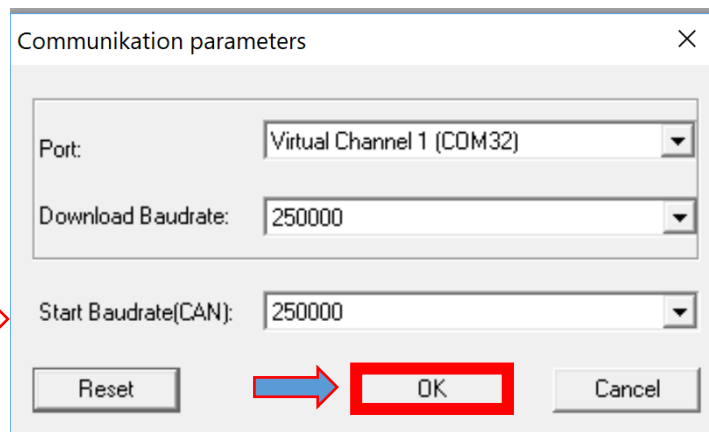 Communikation parameters
Port: Virtual Channel 1 (COM32)
Download Baudrate: 250000
Start Baudrate(CAN): 250000
Reset OK Cancel